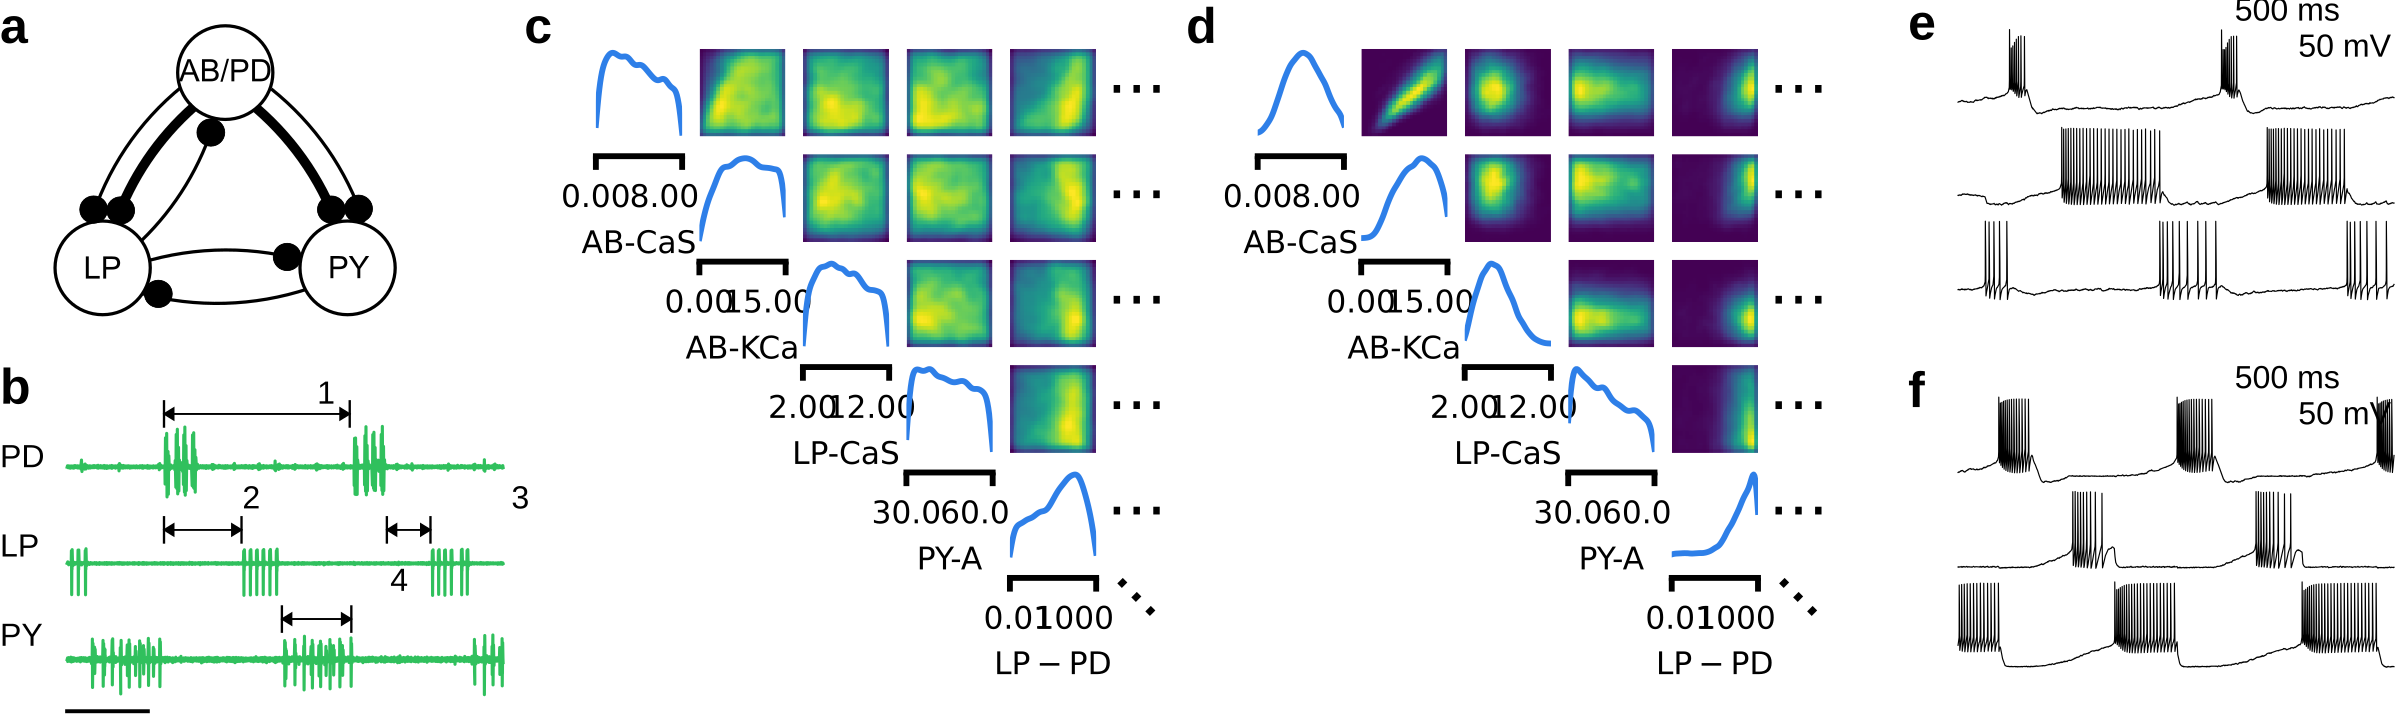 a
AB/PD
LP
PY
b
1
PD
2
3
LP
4
PY
c
0.00
8.00
AB-CaS
0.00
15.00
AB-KCa
2.00
12.00
LP-CaS
30.0
60.0
PY-A
0.0
1000
LP – PD
d
0.00
8.00
AB-CaS
0.00
15.00
AB-KCa
2.00
12.00
LP-CaS
30.0
60.0
PY-A
0.0
1000
LP – PD
e
500 ms
50 mV
f
500 ms
50 mV